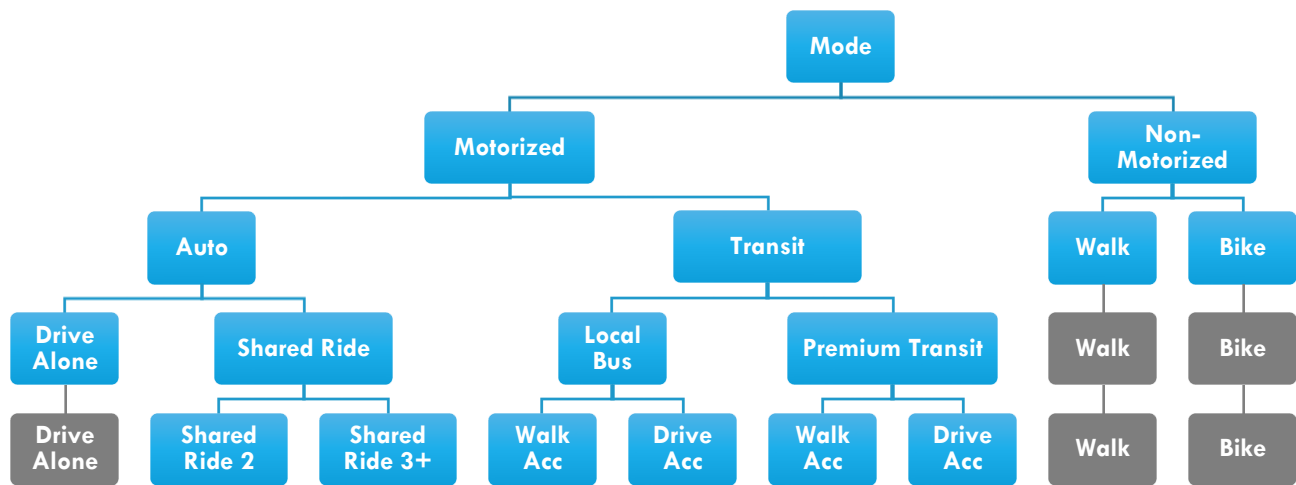 Mode
Motorized
Non-
Motorized
Auto
Transit
Walk
Bike
Drive
Alone
Shared Ride
Local
Bus
Premium Transit
Walk
Bike
Drive
Alone
Shared
Ride 2
Shared
Ride 3+
Walk
Acc
Drive
Acc
Walk
Acc
Drive
Acc
Walk
Bike